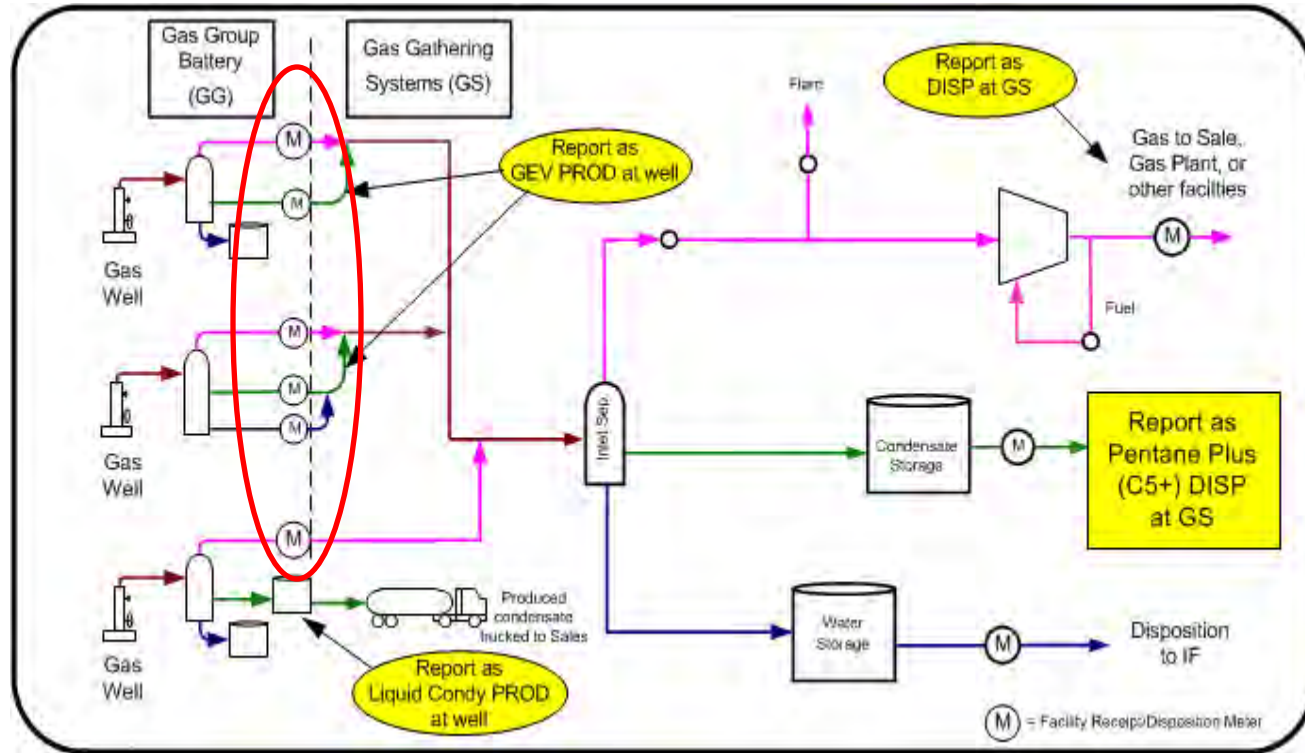 Gas Group
Battery
(GG)
Gas Gathering
Systems (GS)
Report as
DISP at GS
Flare
Gas to Sale,
Gas Plant, or
other facilties
M
Report as
GEV PROD at well
M
M
Gas
Well
Fuel
M
M
M
M
Gas
Well
Inlet Sep.
Condensate
Storage
M
Report as
Pentane Plus
(C5+) DISP
at GS
M
Produced
condensate
trucked to Sales
Gas
Well
Report as
Liquid Condy PROD
at well
Water
Storage
M
Disposition
to IF
M = Facility Receipt/Disposition Meter